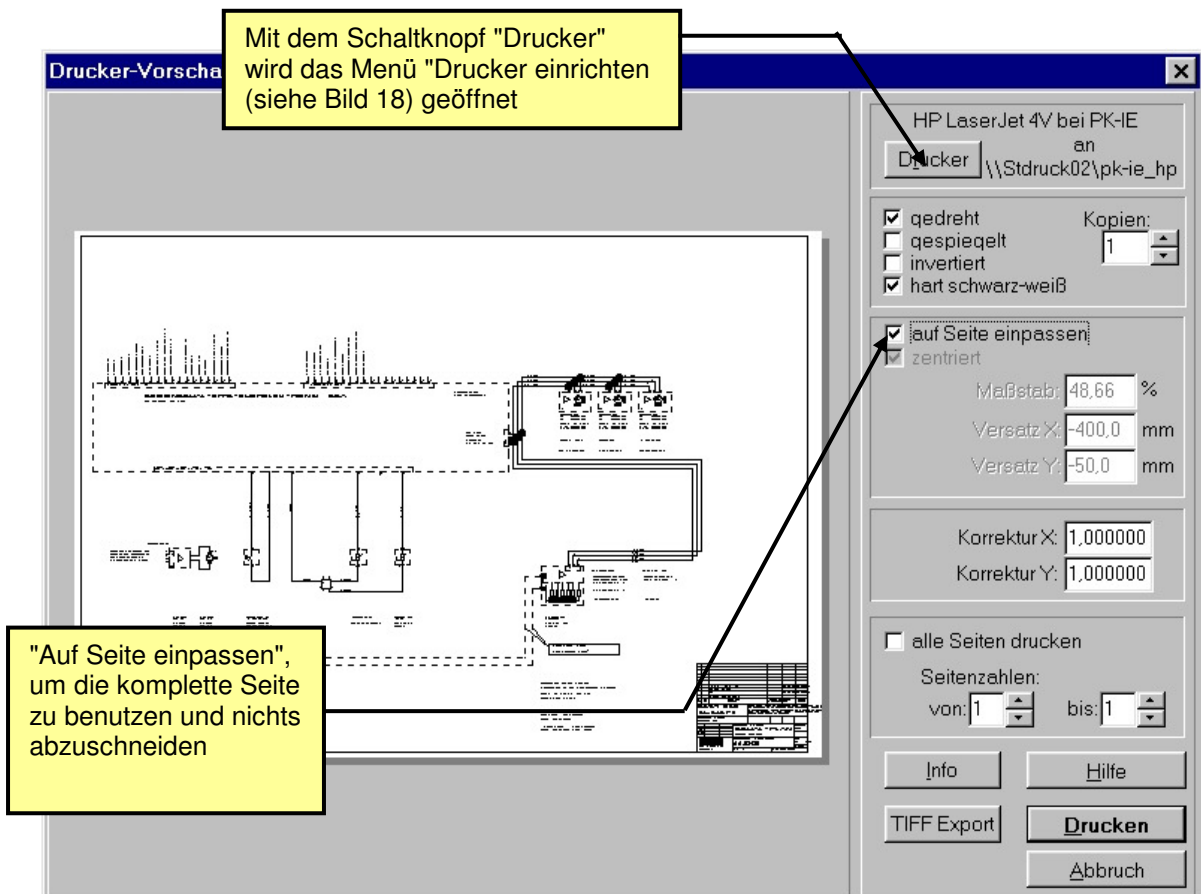 Mit dem Schaltknopf "Drucker"
wird das Menü "Drucker einrichten
(siehe Bild 18) geöffnet
Drucker-Vorscha
HP LaserJet 4V bei PK-IE
an
Drucker
\\Stdruck02\pk-ie_hp
gedreht
Kopien:
1
gespiegelt
invertiert
hart schwarz-weiß
auf Seite einpassen
zentriert
Maßstab: 48,66 %
Versatz X: -400,0 mm
Versatz Y: -50,0 mm
Korrektur X: 1,000000
Korrektur Y: 1,000000
"Auf Seite einpassen",
um die komplette Seite
zu benutzen und nichts
abzuschneiden
alle Seiten drucken
Seitenzahlen:
von: 1 bis: 1
Info Hilfe
TIFF Export Drucken
Abbruch